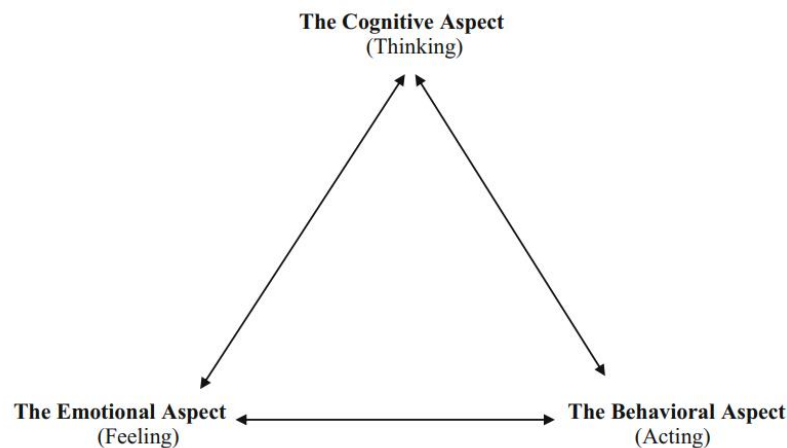 The Cognitive Aspect
(Thinking)
The Emotional Aspect
(Feeling)
The Behavioral Aspect
(Acting)